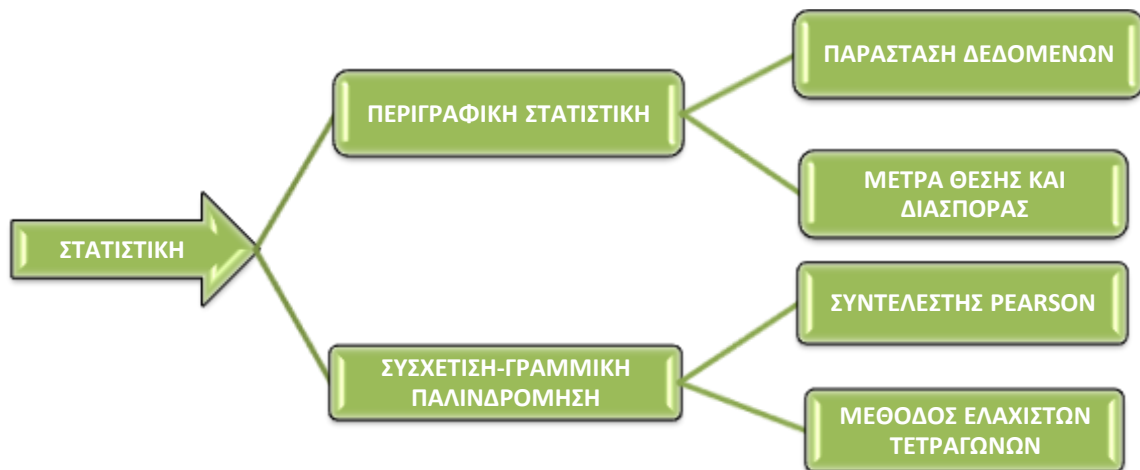 ΣΤΑΤΙΣΤΙΚΗ
ΠΕΡΙΓΡΑΦΙΚΗ ΣΤΑΤΙΣΤΙΚΗ
ΠΑΡΑΣΤΑΣΗ ΔΕΔΟΜΕΝΩΝ
ΜΕΤΡΑ ΘΕΣΗΣ ΚΑΙ
ΔΙΑΣΠΟΡΑΣ
ΣΥΣΧΕΤΙΣΗ-ΓΡΑΜΜΙΚΗ
ΠΑΛΙΝΔΡΟΜΗΣΗ
ΣΥΝΤΕΛΕΣΤΗΣ PEARSON
ΜΕΘΟΔΟΣ ΕΛΑΧΙΣΤΩΝ
ΤΕΤΡΑΓΩΝΩΝ